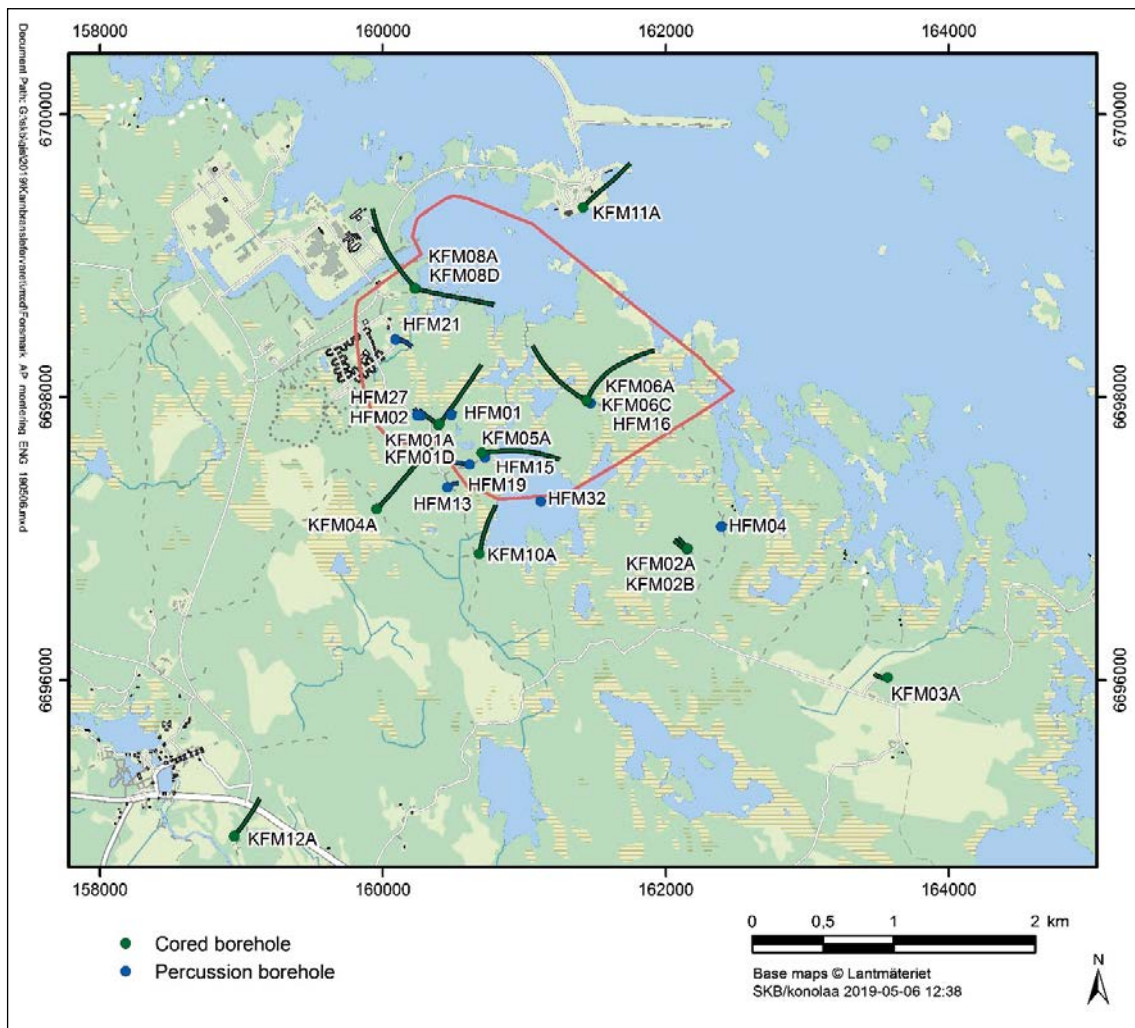 158000 160000 162000 164000
6700000 6700000
KFM11A
KFM08A
KFM08D
HFM21
6698000 6698000
HFM27
HFM02
HFM01
KFM06A
KFM06C
HFM16
KFM01A
KFM01D
KFM05A
HFM15
HFM19
HFM13
HFM32
KFM04A
HFM04
KFM10A
KFM02A
KFM02B
6696000 6696000
KFM03A
KFM12A
158000 160000 162000 164000
Cored borehole
Percussion borehole
0 0,5 1 2 km
Base maps © Lantmäteriet
SKB/konolaa 2019-05-06 12:38
N
Document Path: